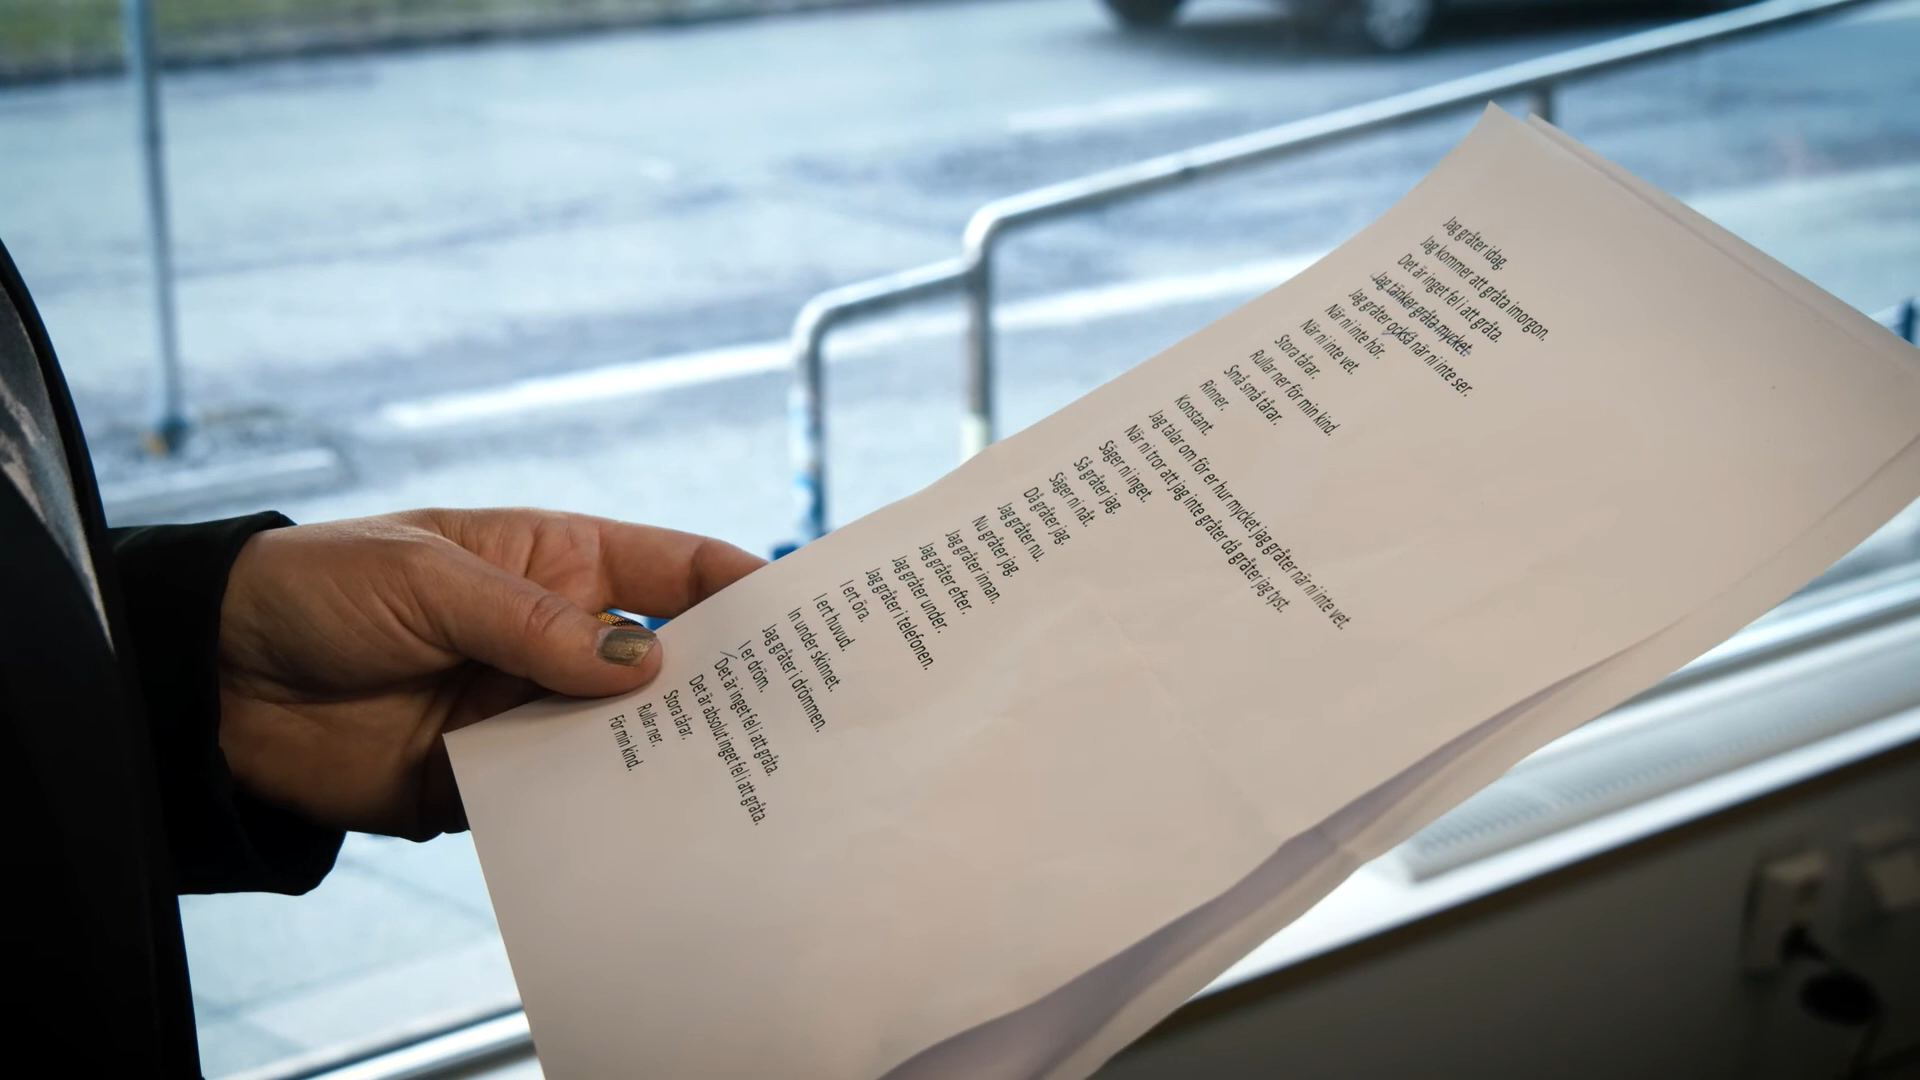 Jag gråter idag.
Jag kommer att gråta imorgon.
Det är inget fel i att gråta.
Jag tänker gråta mycket.
Jag gråter också när ni inte ser.
När ni inte hör.
När ni inte vet.
Stora tårar.
Rullar ner för min kind.
Små små tårar.
Rinner.
Konstant.
Jag talar om för er hur mycket jag gråter när ni inte vet.
När ni tror att jag inte gråter då gråter jag tyst.
Säger ni inget.
Så gråter jag.
Säger ni nåt.
Då gråter jag.
Jag gråter nu.
Nu gråter jag.
Jag gråter innan.
Jag gråter efter.
Jag gråter under.
Jag gråter i telefonen.
I ert öra.
I ert huvud.
In under skinnet.
Jag gråter i drömmen.
I er dröm.
Det är inget fel i att gråta.
Det är absolut inget fel i att gråta.
Stora tårar.
Rullar ner.
För min kind.